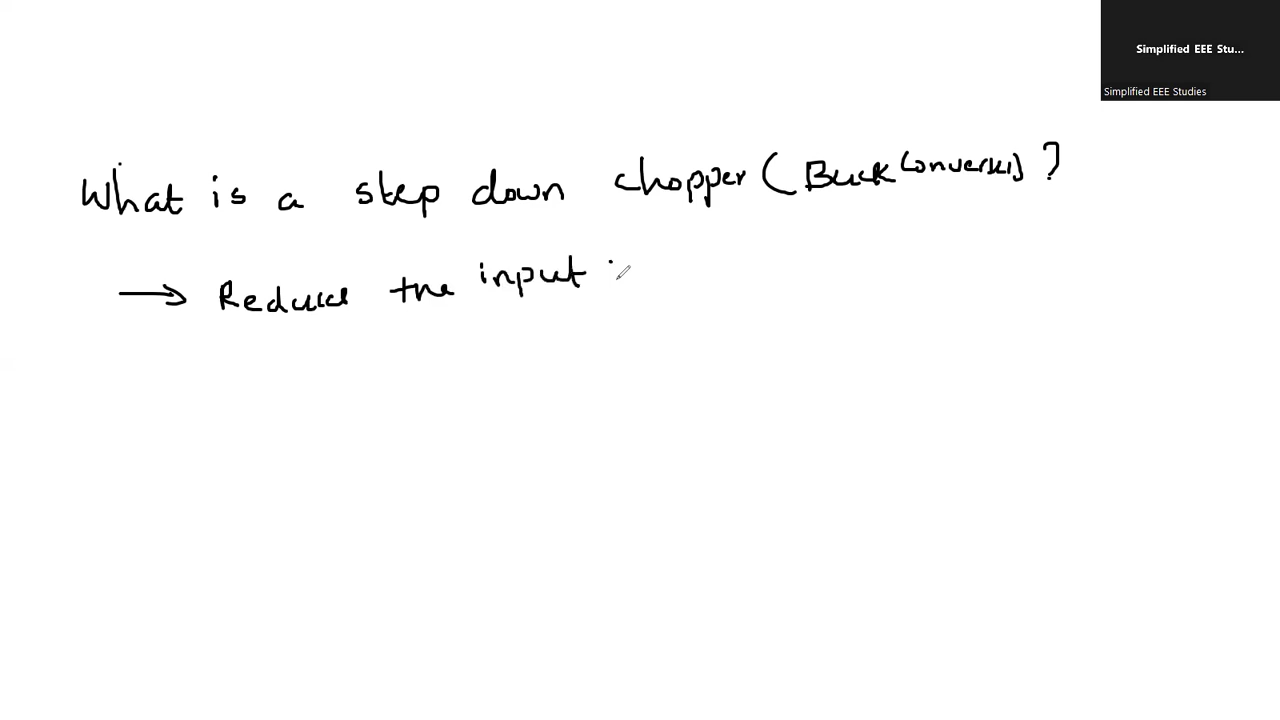 Simplified EEE Stu...
Simplified EEE Studies
What is a step down chopper (Buck Converter)?
→ Reduce the input